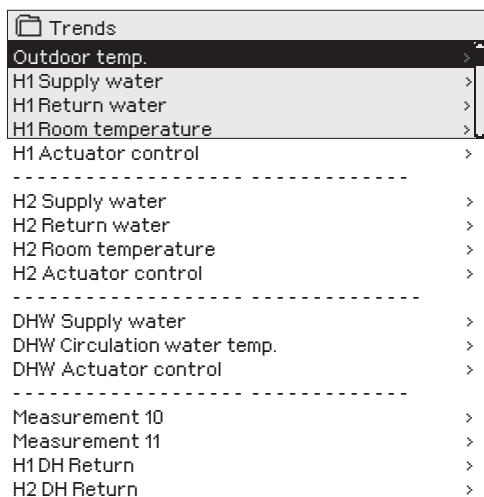 Trends
Outdoor temp. >
H1 Supply water >
H1 Return water >
H1 Room temperature >
H1 Actuator control >
- - - - - - - - - - - - - - - - - - - - - - - - - - - - - - - -
H2 Supply water >
H2 Return water >
H2 Room temperature >
H2 Actuator control >
- - - - - - - - - - - - - - - - - - - - - - - - - - - - - - - - -
DHW Supply water >
DHW Circulation water temp. >
DHW Actuator control >
- - - - - - - - - - - - - - - - - - - - - - - - - - - - - - - -
Measurement 10 >
Measurement 11 >
H1 DH Return >
H2 DH Return >